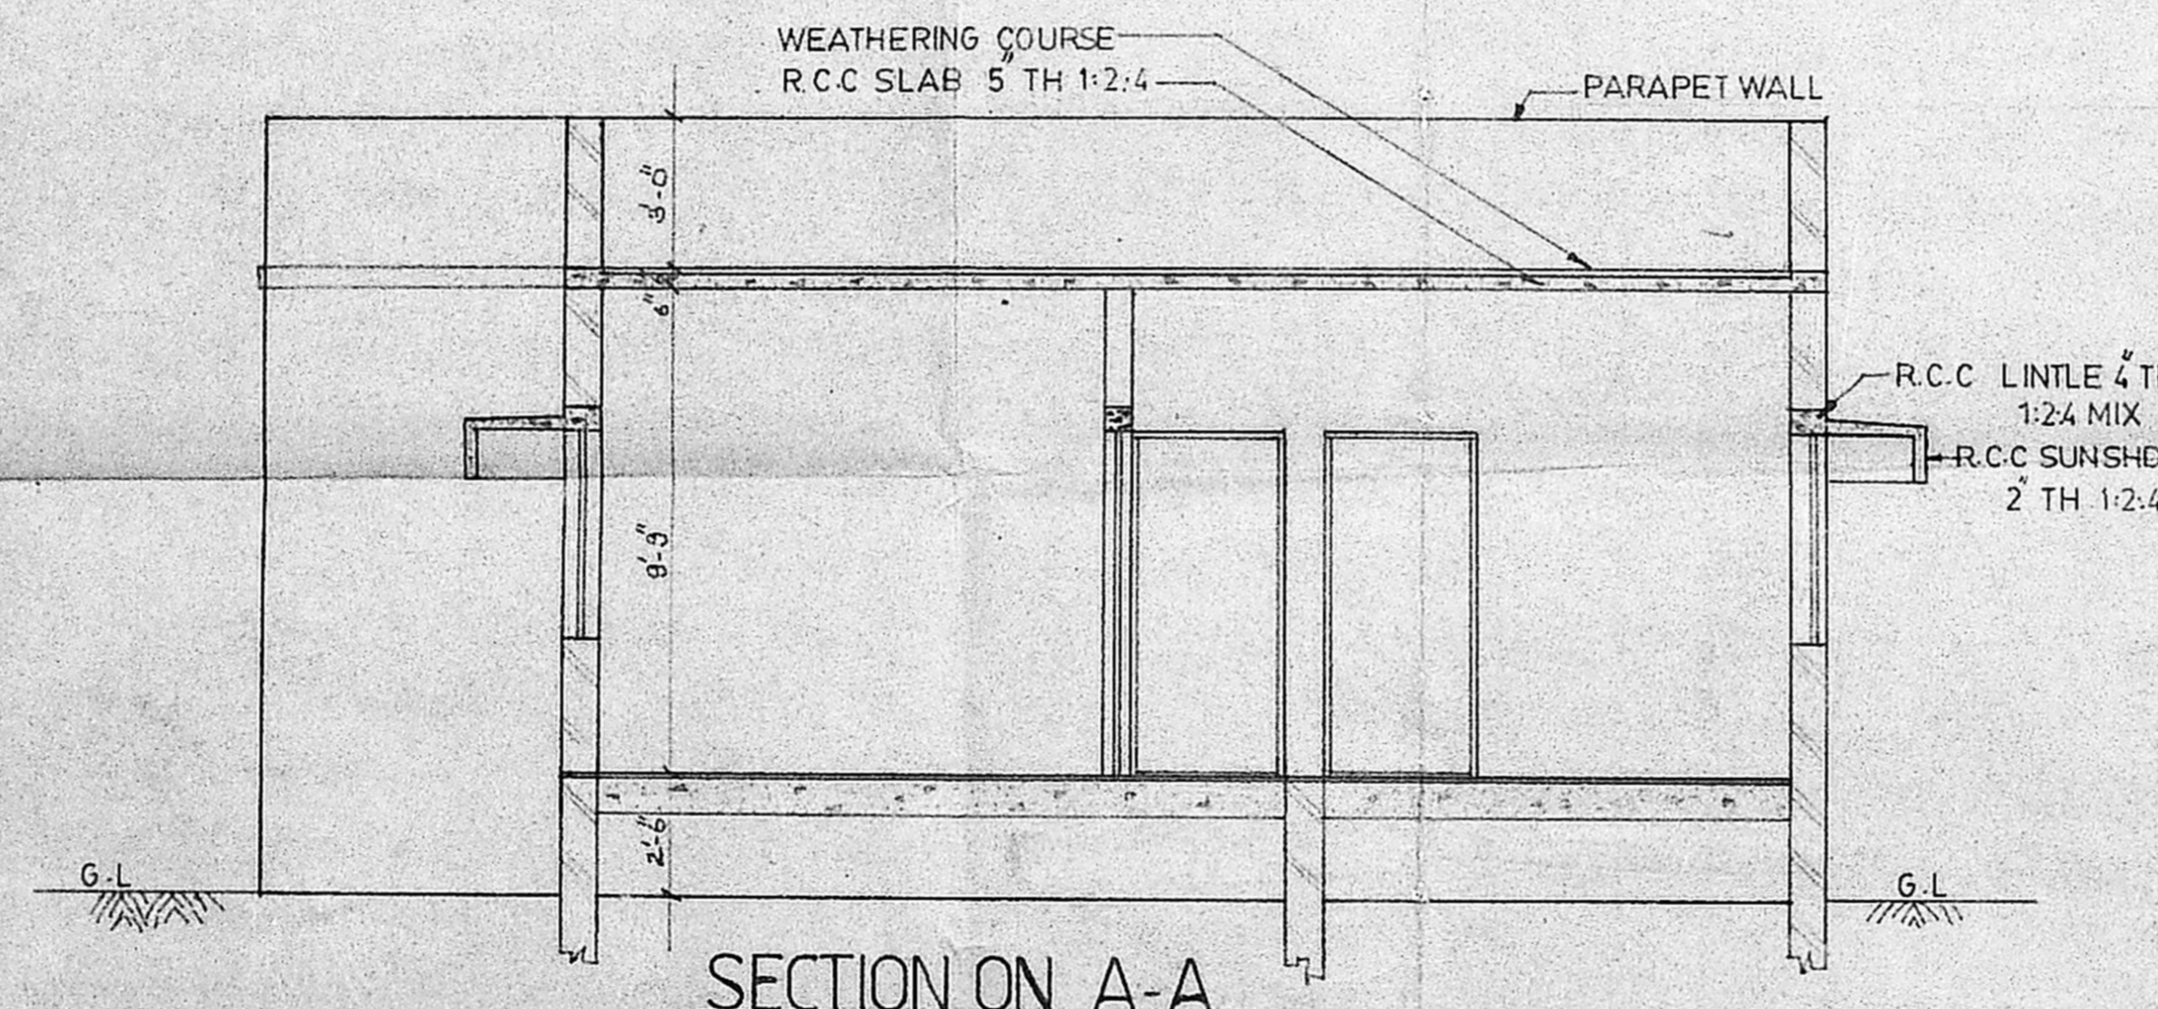 WEATHERING COURSE
R.C.C SLAB 5" TH 1:2:4
PARAPET WALL
3'-0"
6"
R.C.C LINTLE 4" T
1:2:4 MIX
R.C.C SUNSHD
2" TH 1:2:4
9'-9"
2'-6"
G.L
G.L
SECTION ON A-A